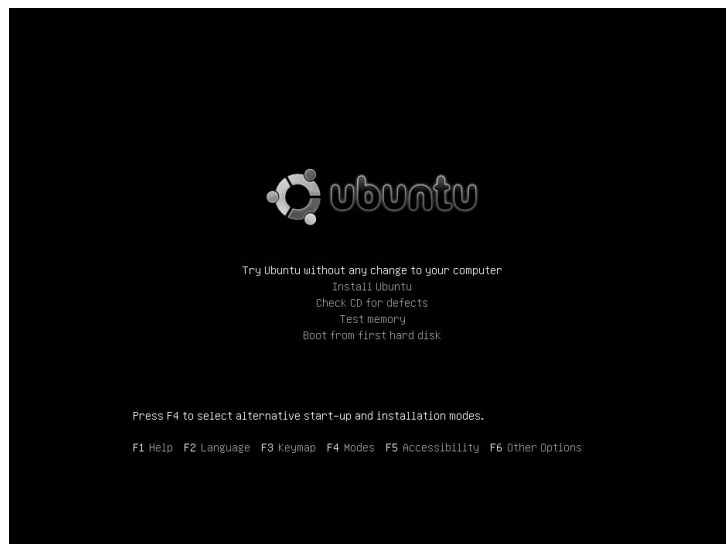 ubuntu
Try Ubuntu without any change to your computer
Install Ubuntu
Check CD for defects
Test memory
Boot from first hard disk
Press F4 to select alternative start-up and installation modes.
F1 Help F2 Language F3 Keymap F4 Modes F5 Accessibility F6 Other Options